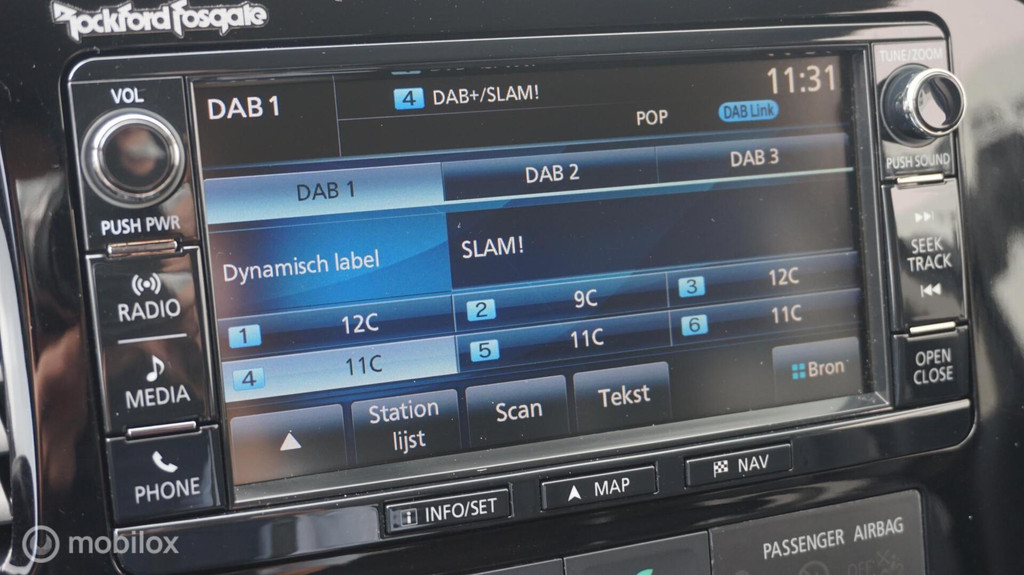 Rockford Fosgate
VOL
PUSH PWR
RADIO
MEDIA
PHONE
DAB 1
4 DAB+/SLAM!
11:31
POP
DAB Link
DAB 1
DAB 2
DAB 3
Dynamisch label
SLAM!
1 12C
2 9C
3 12C
4 11C
5 11C
6 11C
Station
lijst
Scan
Tekst
Bron
TUNE/ZOOM
PUSH SOUND
SEEK
TRACK
OPEN
CLOSE
INFO/SET
MAP
NAV
PASSENGER AIRBAG
OFF
mobilox